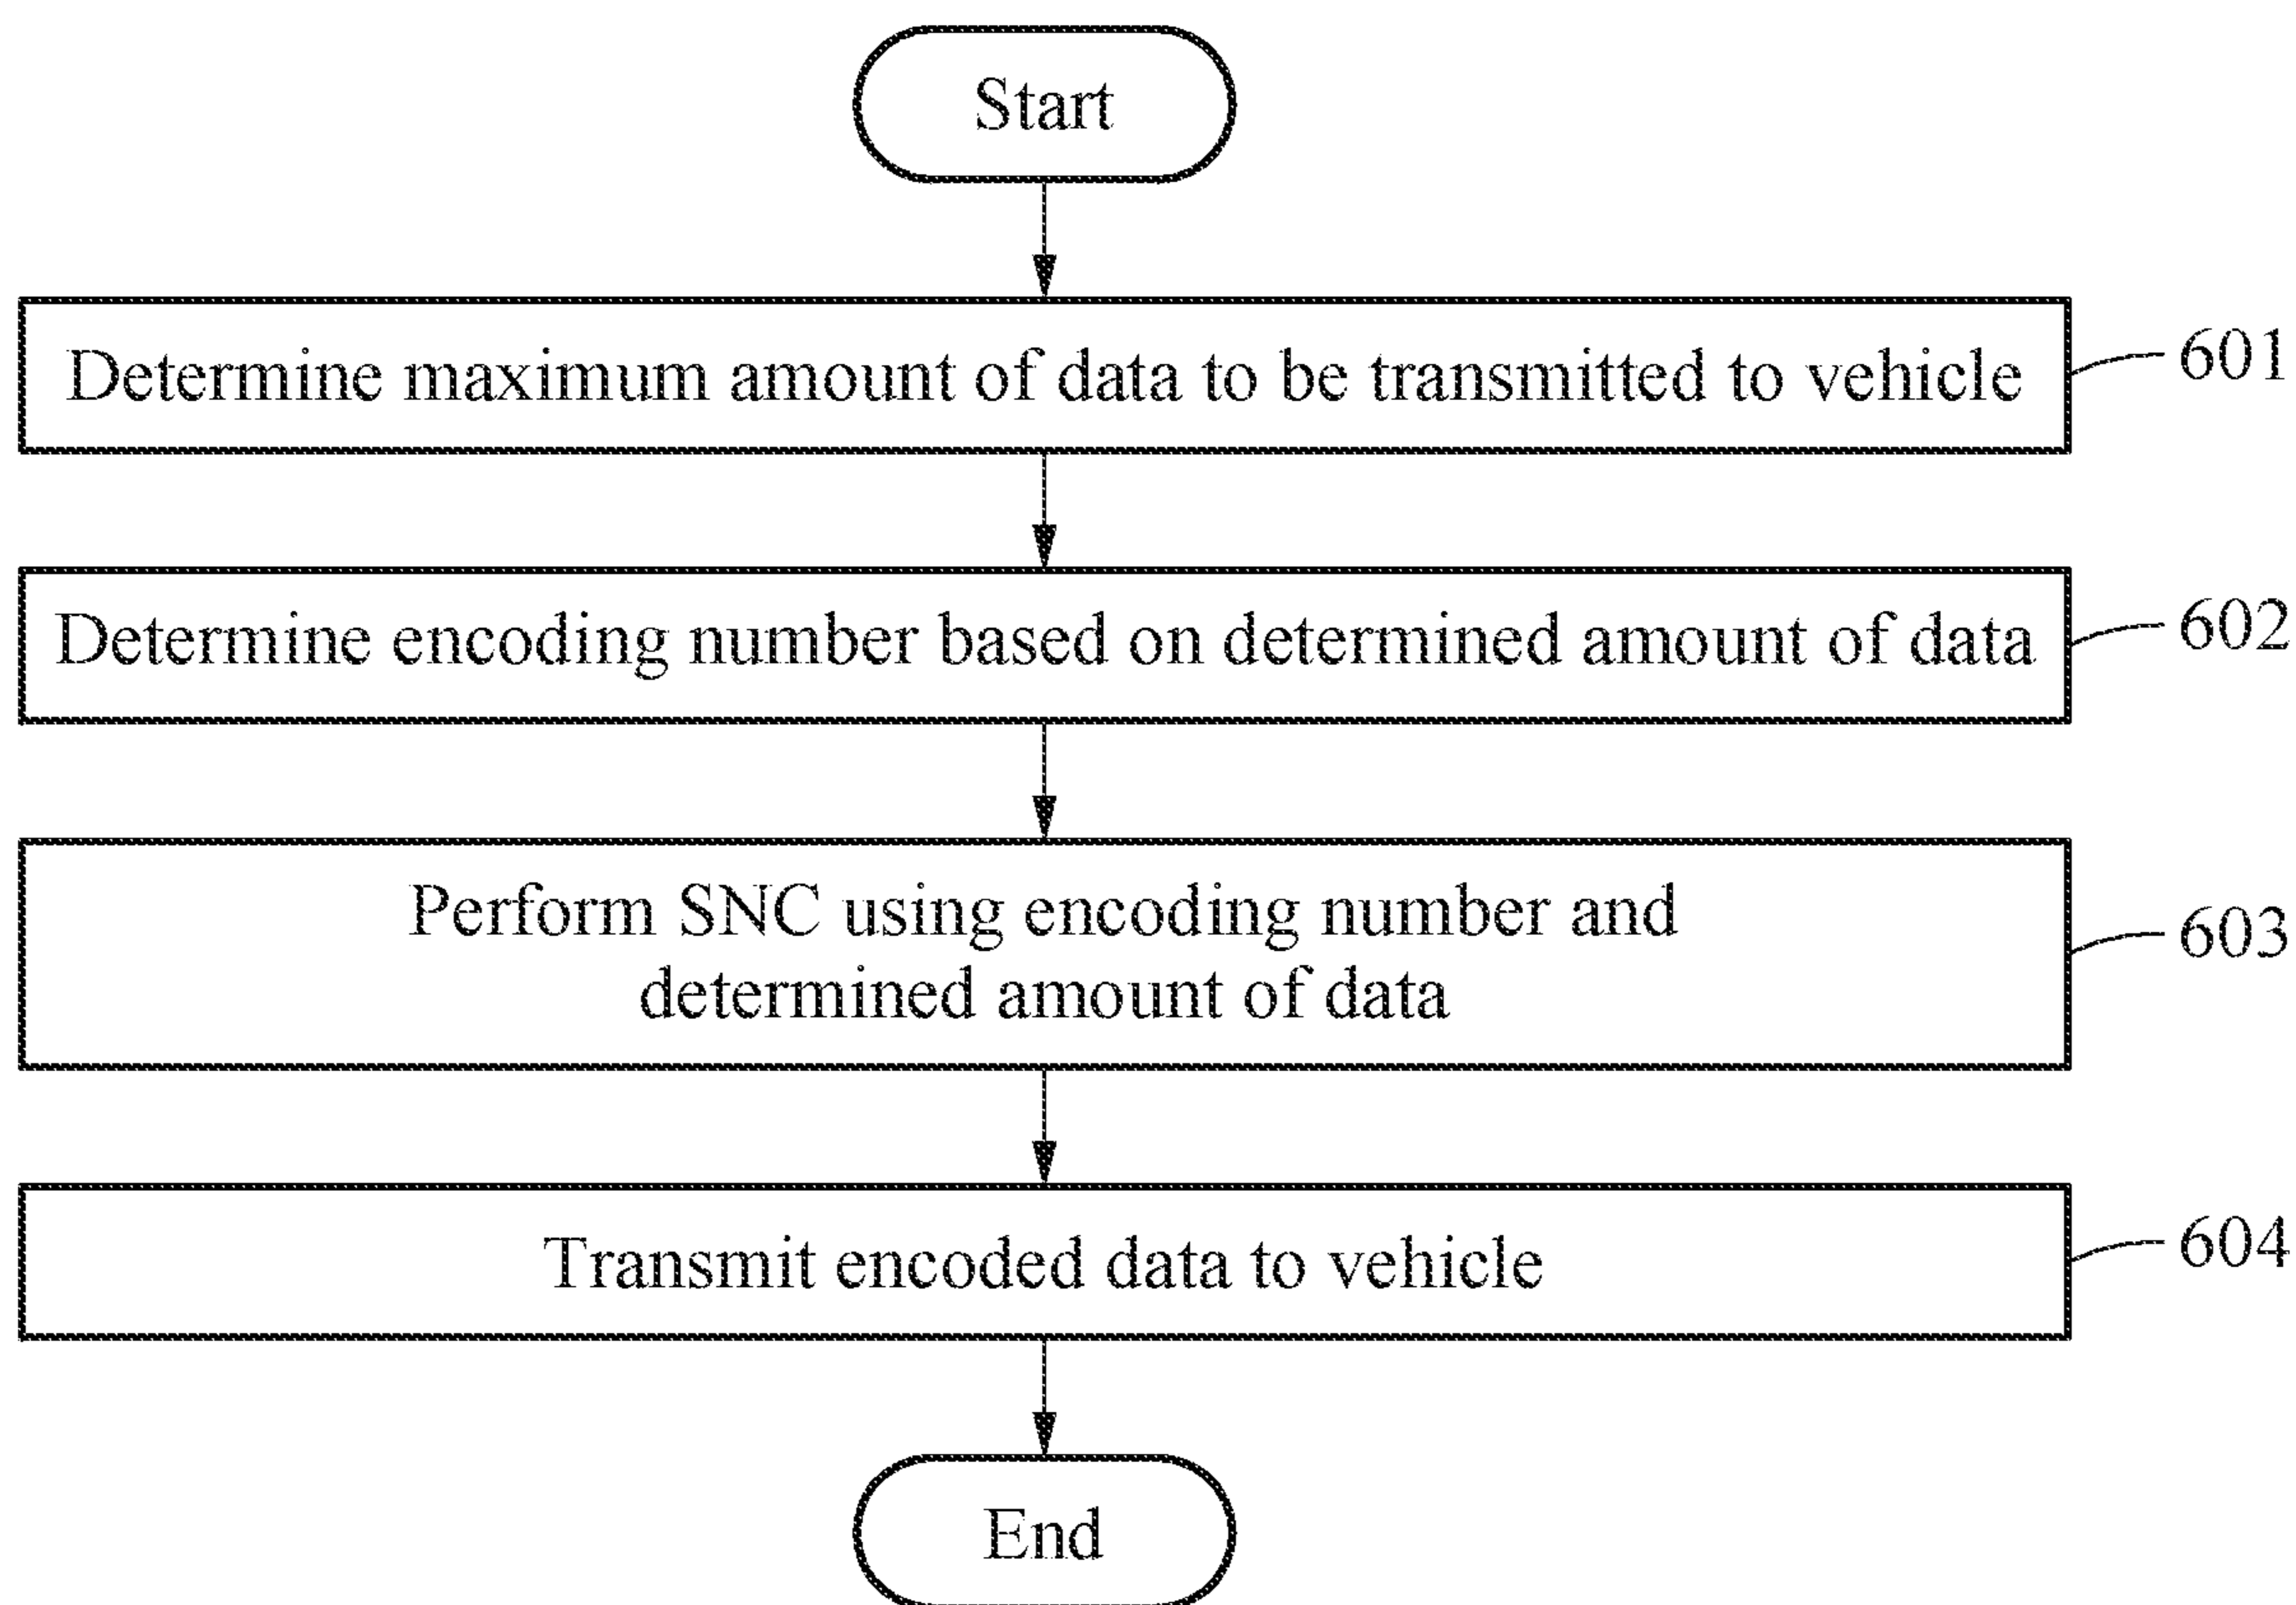 Start
Determine maximum amount of data to be transmitted to vehicle
601
Determine encoding number based on determined amount of data
602
Perform SNC using encoding number and
determined amount of data
603
Transmit encoded data to vehicle
604
End